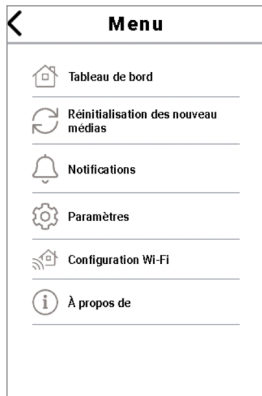 Menu
Tableau de bord
Réinitialisation des nouveau
médias
Notifications
Paramètres
Configuration Wi-Fi
À propos de